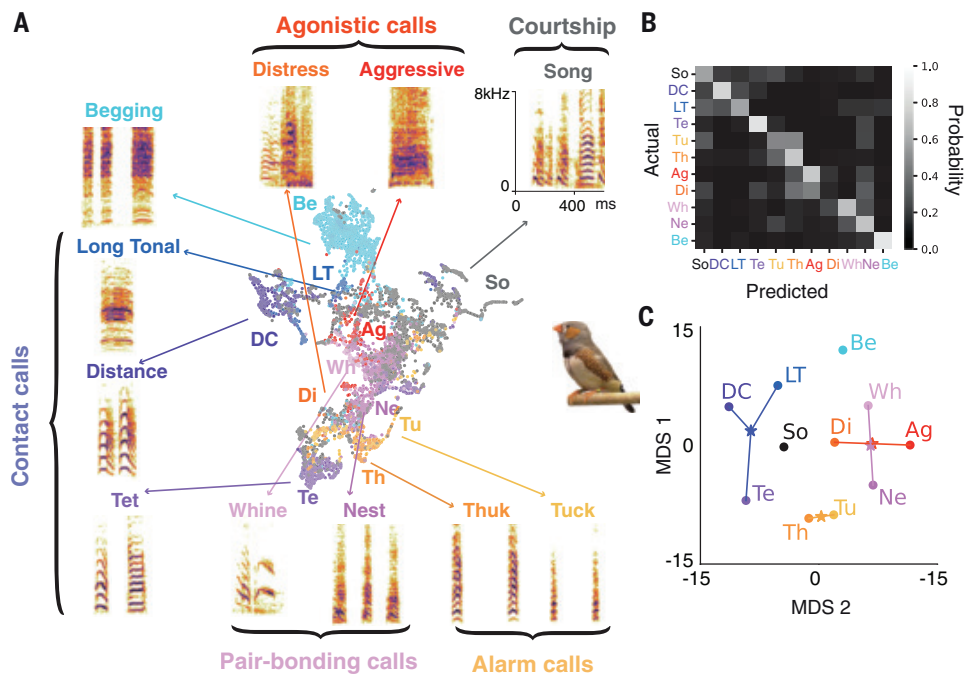 A
Agonistic calls
Distress
Aggressive
Courtship
Song
8kHz
0
0
400
ms
Begging
Long Tonal
Distance
Tet
Contact calls
Be
LT
DC
So
Ag
Wh
Di
Ne
Tu
Th
Te
Whine
Nest
Thuk
Tuck
Pair-bonding calls
Alarm calls
B
Actual
So
DC
LT
Te
Tu
Th
Ag
Di
Wh
Ne
Be
So DC LT Te Tu Th Ag Di Wh Ne Be
Predicted
1.0
0.8
0.6
0.4
0.2
0.0
Probability
C
15
0
-15
MDS 1
-15
0
-15
MDS 2
Be
LT
DC
Wh
So
Di
Ag
Te
Ne
Th
Tu